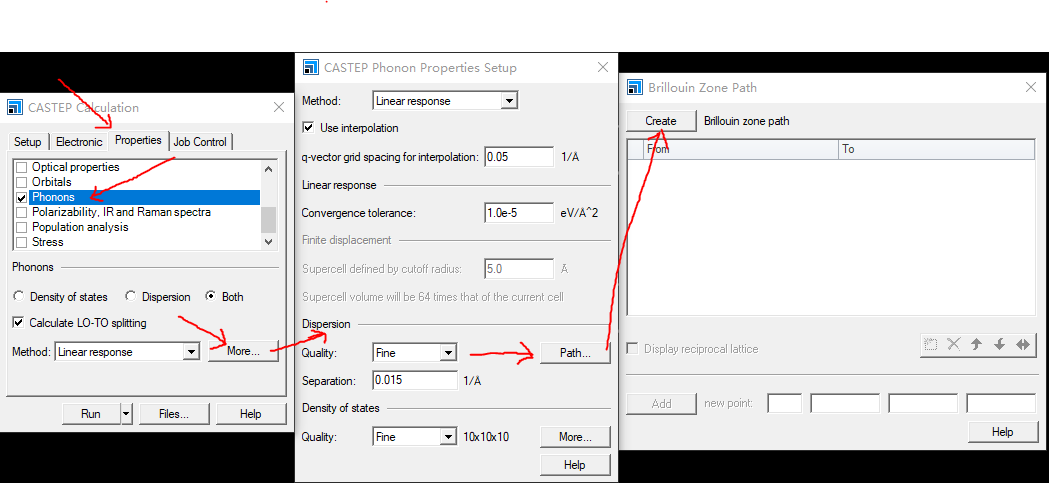 CASTEP Calculation
Setup Electronic Properties Job Control
Optical properties
Orbitals
Phonons
Polarizability, IR and Raman spectra
Population analysis
Stress
Phonons
Density of states Dispersion Both
Calculate LO-TO splitting
Method: Linear response More...
Run Files... Help
CASTEP Phonon Properties Setup
Method: Linear response
Use interpolation
q-vector grid spacing for interpolation: 0.05 1/Å
Linear response
Convergence tolerance: 1.0e-5 eV/Å^2
Finite displacement
Supercell defined by cutoff radius: 5.0 Å
Supercell volume will be 64 times that of the current cell
Dispersion
Quality: Fine Path...
Separation: 0.015 1/Å
Density of states
Quality: Fine 10x10x10 More...
Help
Brillouin Zone Path
Create Brillouin zone path
From To
Display reciprocal lattice
Add new point:
Help